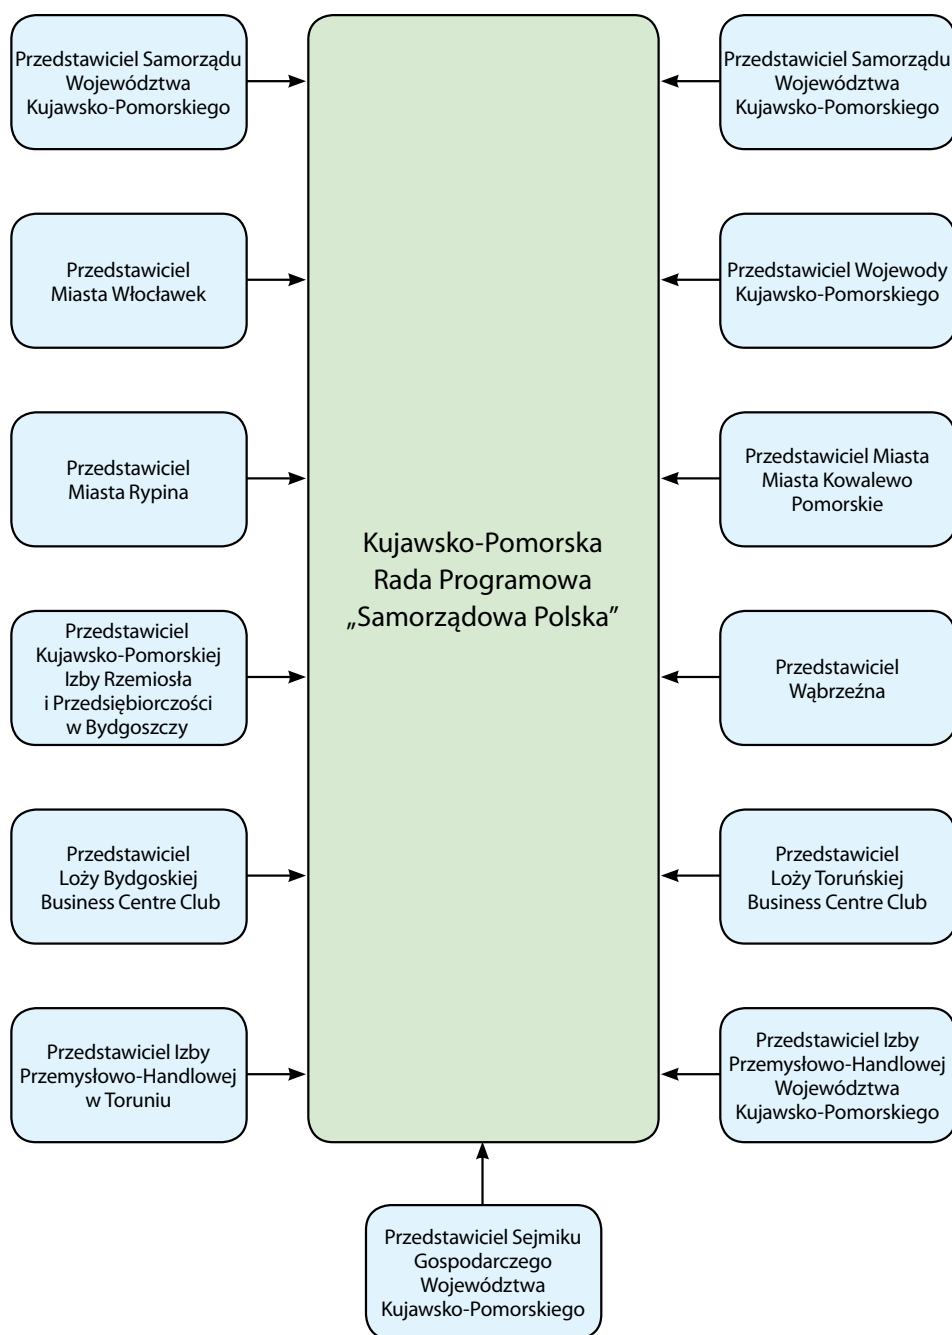 Przedstawiciel Samorządu
Województwa
Kujawsko-Pomorskiego
Przedstawiciel Samorządu
Województwa
Kujawsko-Pomorskiego
Przedstawiciel
Miasta Włocławek
Przedstawiciel Wojewody
Kujawsko-Pomorskiego
Przedstawiciel
Miasta Rypina
Przedstawiciel Miasta
Miasta Kowalewo
Pomorskie
Kujawsko-Pomorska
Rada Programowa
„Samorządowa Polska”
Przedstawiciel
Kujawsko-Pomorskiej
Izby Rzemiosła
i Przedsiębiorczości
w Bydgoszczy
Przedstawiciel
Wąbrzeźna
Przedstawiciel
Loży Bydgoskiej
Business Centre Club
Przedstawiciel
Loży Toruńskiej
Business Centre Club
Przedstawiciel Izby
Przemysłowo-Handlowej
w Toruniu
Przedstawiciel Izby
Przemysłowo-Handlowej
Województwa
Kujawsko-Pomorskiego
Przedstawiciel Sejmiku
Gospodarczego
Województwa
Kujawsko-Pomorskiego